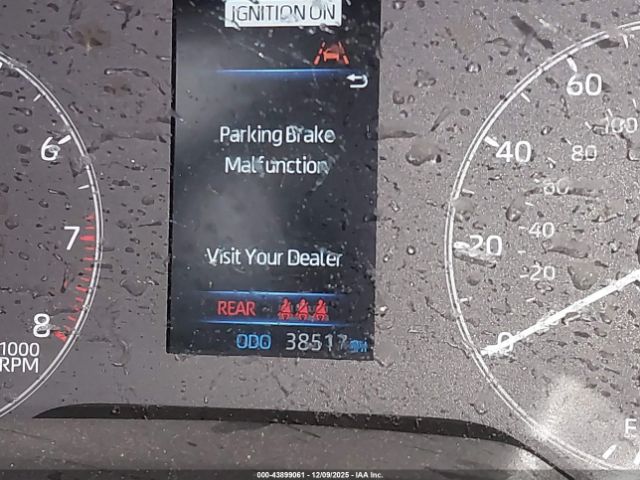 IGNITION ON
Parking Brake
Malfunction
Visit Your Dealer
REAR
ODO 38517
6
7
8
1000
RPM
60
40
20
0
100
80
60
40
20
000-43899061 - 12/09/2025 - IAA Inc.